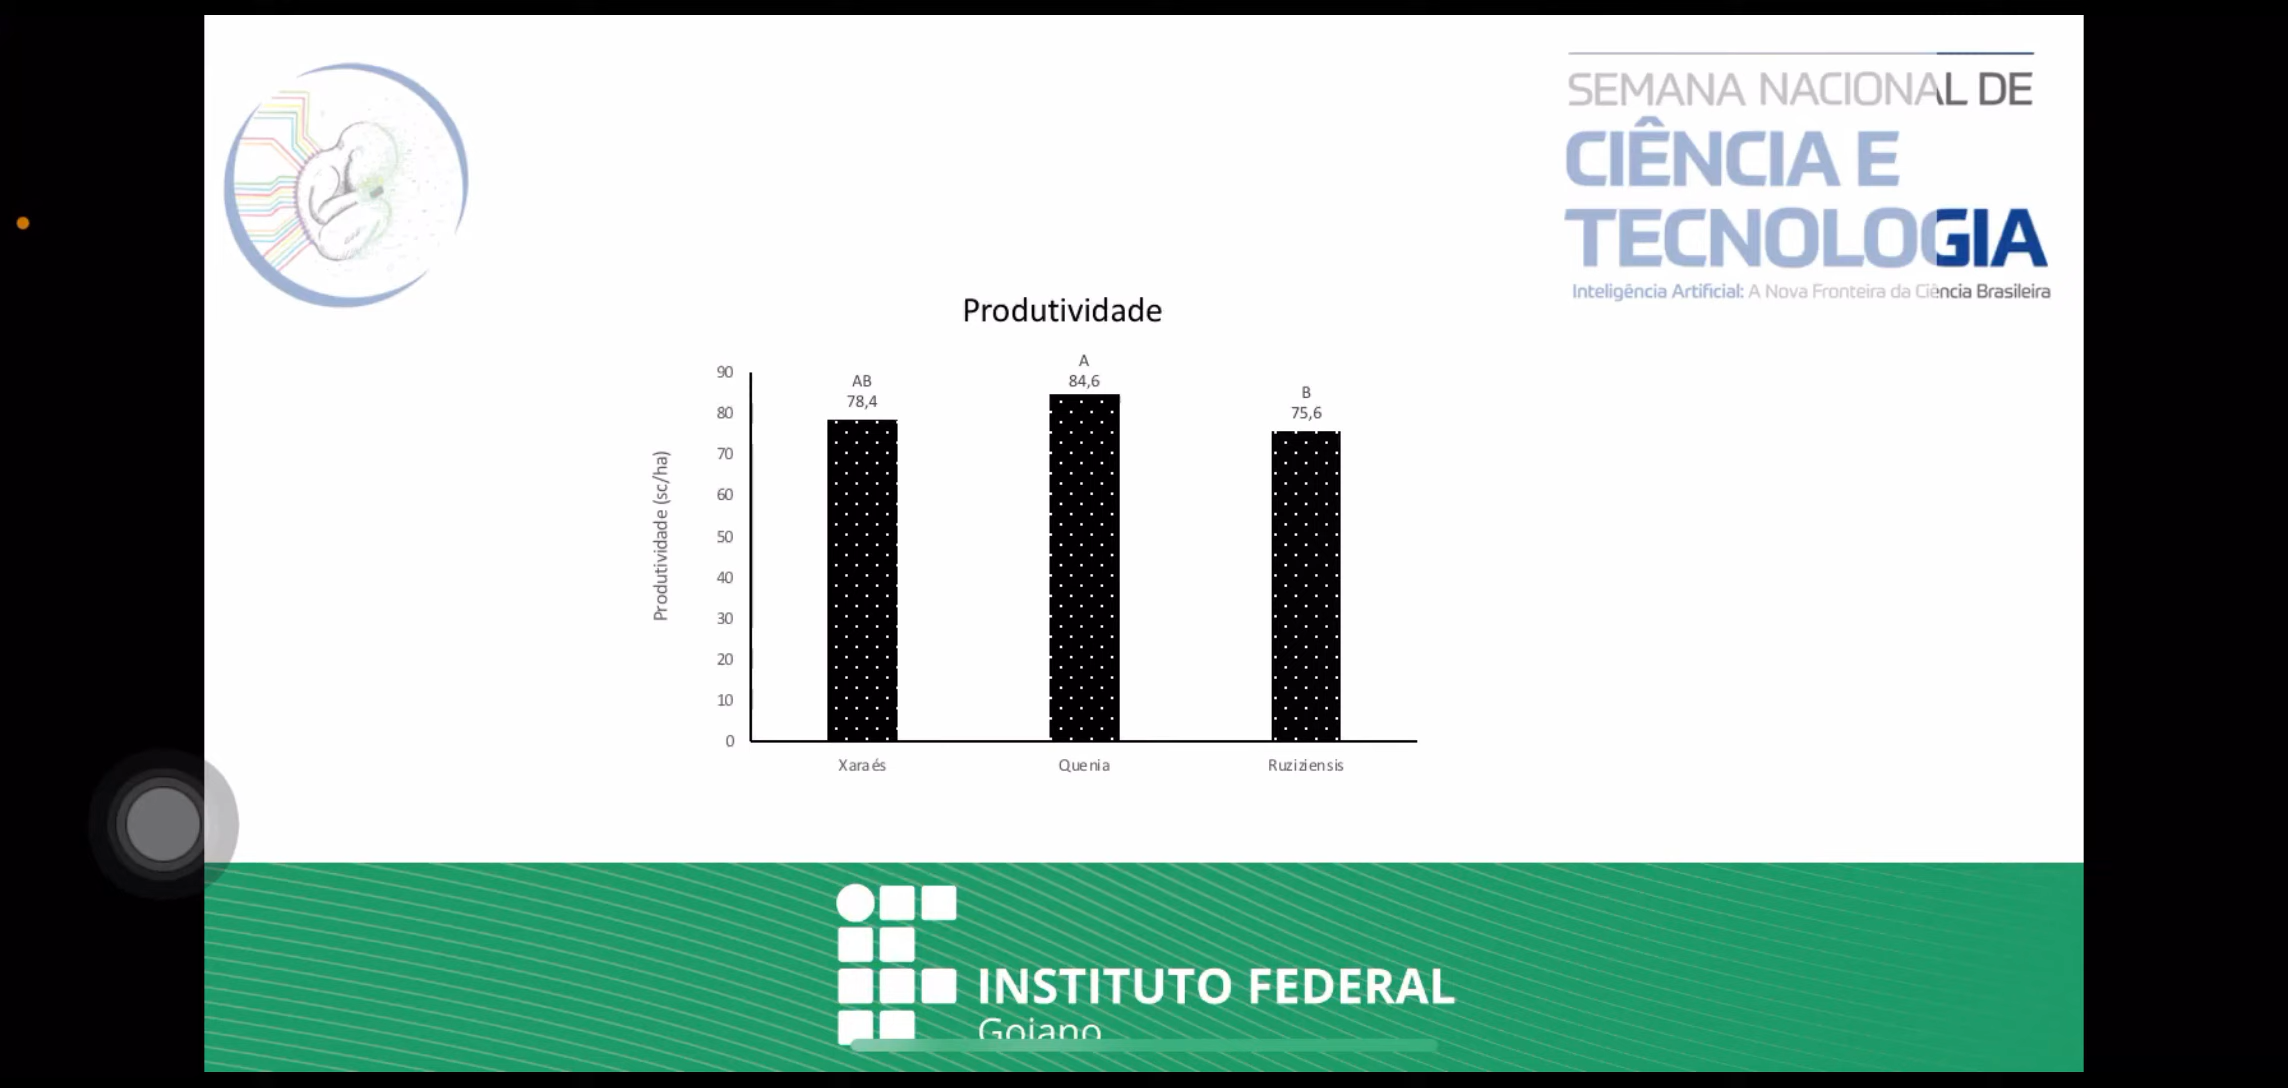 SEMANA NACIONAL DE
CIÊNCIA E
TECNOLOGIA
Inteligência Artificial: A Nova Fronteira da Ciência Brasileira
Produtividade
Produtividade (sc/ha)
90
80
70
60
50
40
30
20
10
0
AB
78,4
A
84,6
B
75,6
Xaraés
Quenia
Ruziziensis
INSTITUTO FEDERAL
Goiano